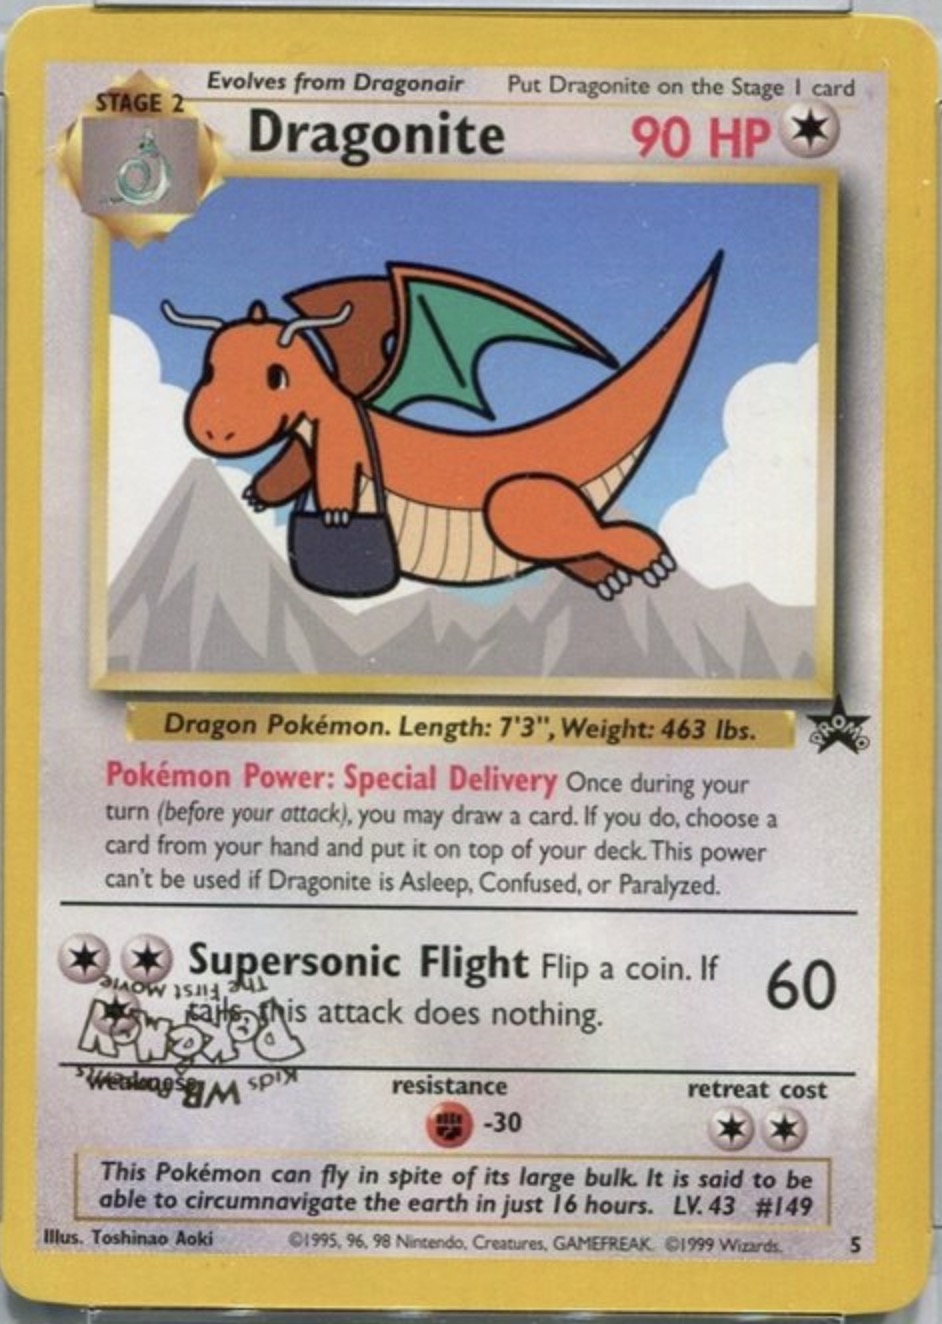 Evolves from Dragonair Put Dragonite on the Stage 1 card
STAGE 2
Dragonite 90 HP
Dragon Pokémon. Length: 7'3", Weight: 463 lbs.
PROMO
Pokémon Power: Special Delivery Once during your
turn (before your attack), you may draw a card. If you do, choose a
card from your hand and put it on top of your deck. This power
can't be used if Dragonite is Asleep, Confused, or Paralyzed.
Supersonic Flight Flip a coin. If
tails, this attack does nothing.
60
The First Movie
POKéMON
Kids WB Presents
weakness resistance retreat cost
-30
This Pokémon can fly in spite of its large bulk. It is said to be
able to circumnavigate the earth in just 16 hours. LV. 43 #149
Illus. Toshinao Aoki ©1995, 96, 98 Nintendo, Creatures, GAMEFREAK. ©1999 Wizards. 5